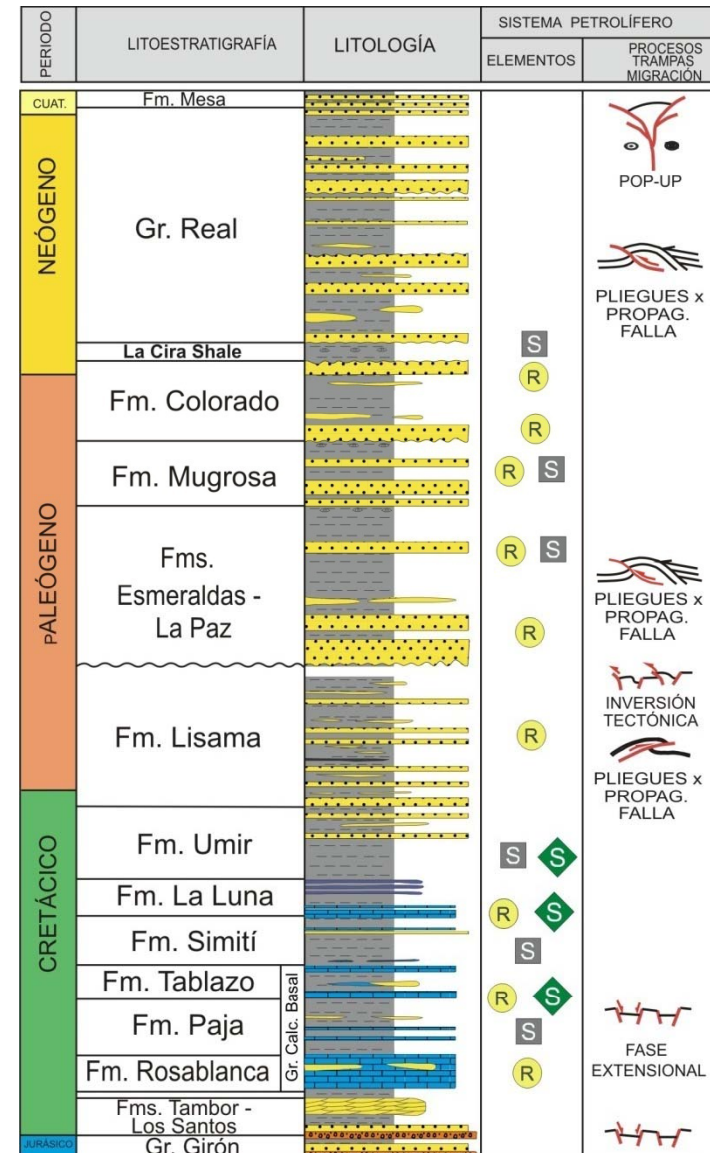 PERIODO
LITOESTRATIGRAFÍA
LITOLOGÍA
SISTEMA PETROLÍFERO
ELEMENTOS
PROCESOS
TRAMPAS
MIGRACIÓN
CUAT.
Fm. Mesa
POP-UP
NEÓGENO
Gr. Real
PLIEGUES x
PROPAG.
FALLA
La Cira Shale
S
R
PALEÓGENO
Fm. Colorado
R
Fm. Mugrosa
R S
Fms.
Esmeraldas -
La Paz
R S
R
PLIEGUES x
PROPAG.
FALLA
INVERSIÓN
TECTÓNICA
Fm. Lisama
R
PLIEGUES x
PROPAG.
FALLA
CRETÁCICO
Fm. Umir
S S
Fm. La Luna
R S
Fm. Simití
S
Fm. Tablazo
R S
Gr. Calc. Basal
Fm. Paja
S
FASE
EXTENSIONAL
Fm. Rosablanca
R
Fms. Tambor -
Los Santos
JURÁSICO
Gr. Girón